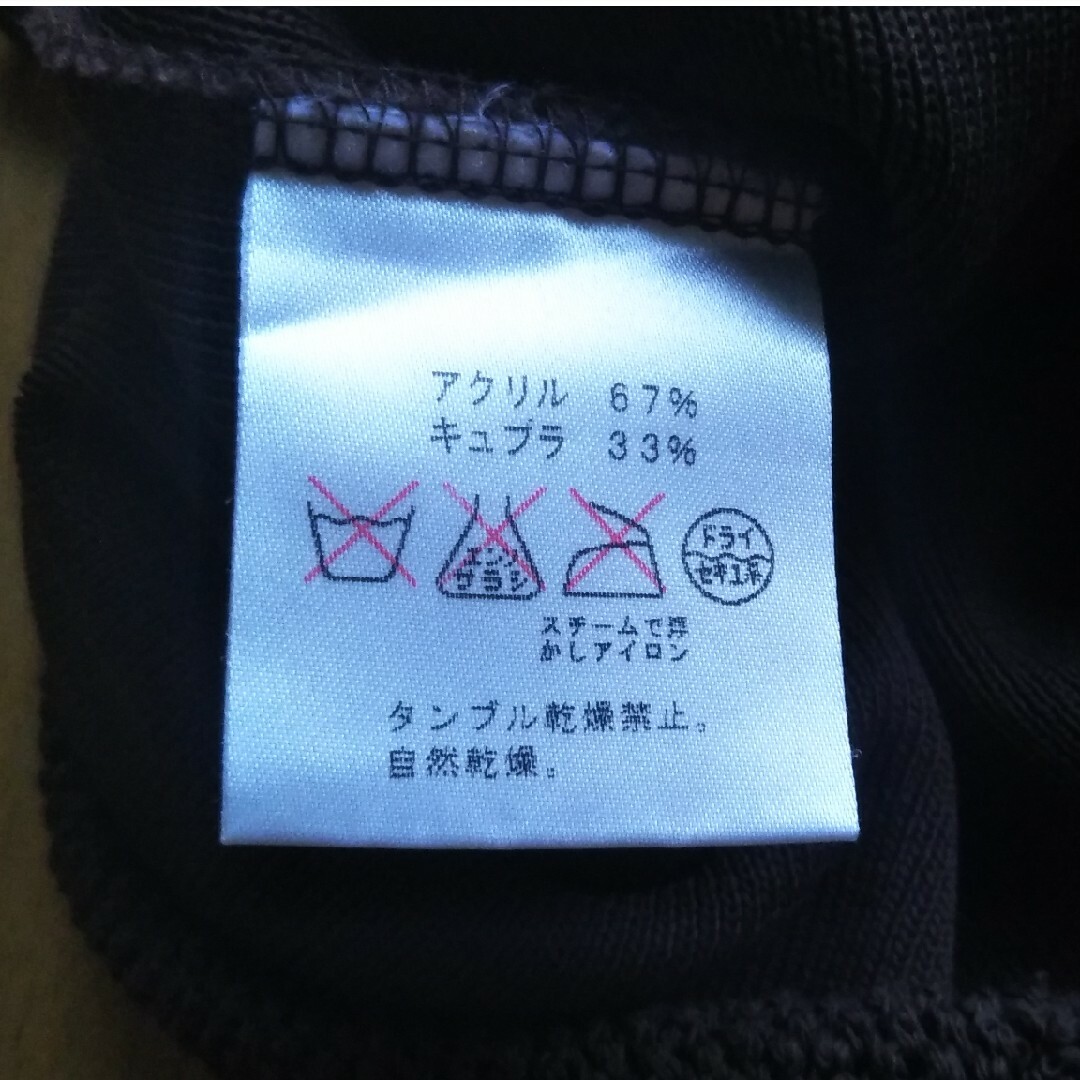 アクリル 67%
キュプラ 33%
エンソ サラシ
ドライ
セキユ系
スチームで浮
かしアイロン
タンブル乾燥禁止。
自然乾燥。